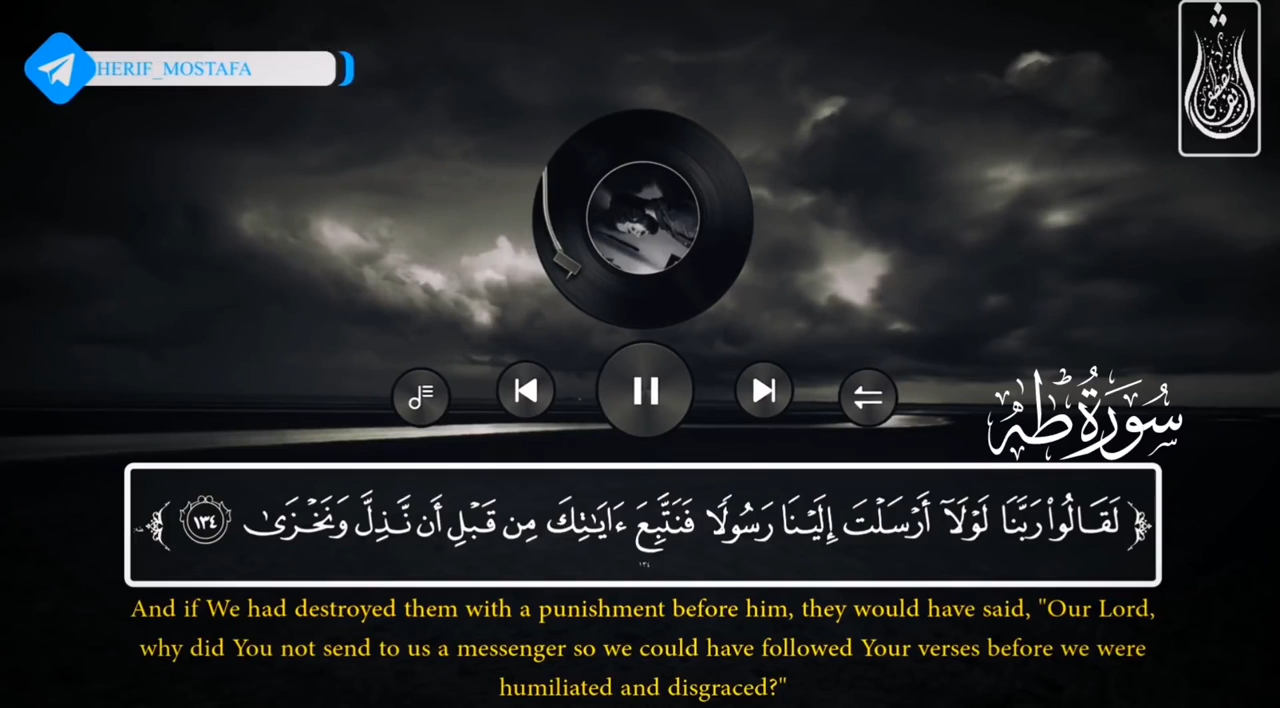 HERIF_MOSTAFA
سُورَةُ طه
لَقَالُوا۟ رَبَّنَا لَوْلَآ أَرْسَلْتَ إِلَيْنَا رَسُولًا فَنَتَّبِعَ ءَايَـٰتِكَ مِن قَبْلِ أَن نَّذِلَّ وَنَخْزَىٰ ١٣٤
١٣٤
And if We had destroyed them with a punishment before him, they would have said, "Our Lord,
why did You not send to us a messenger so we could have followed Your verses before we were
humiliated and disgraced?"